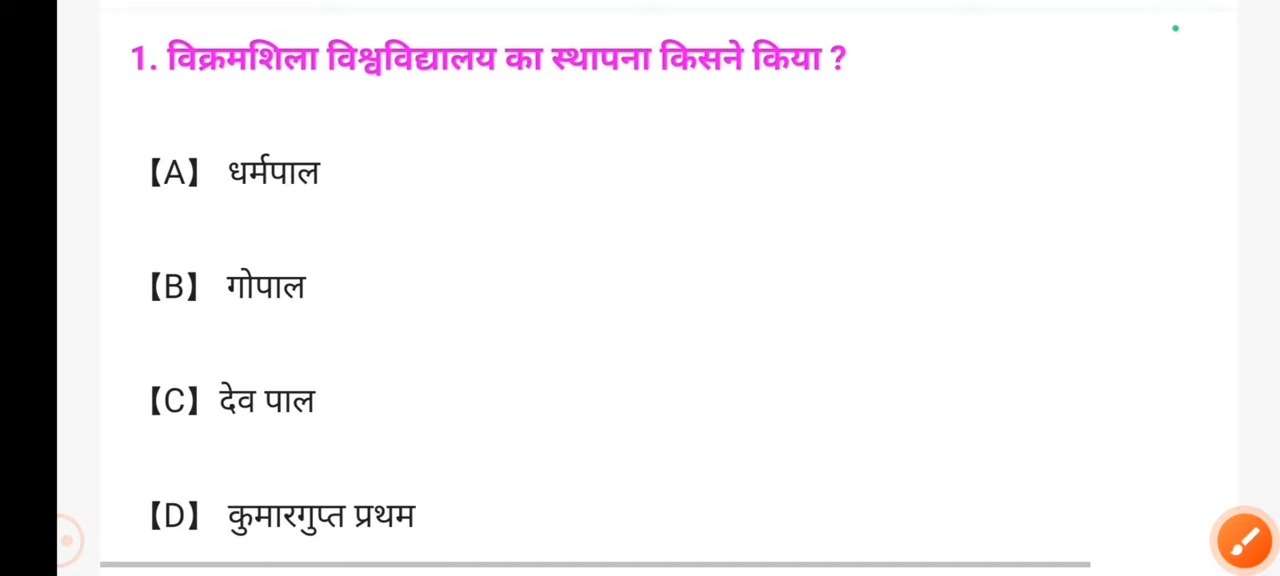 1. विक्रमशिला विश्वविद्यालय का स्थापना किसने किया ?
【A】 धर्मपाल
【B】 गोपाल
【C】 देव पाल
【D】 कुमारगुप्त प्रथम